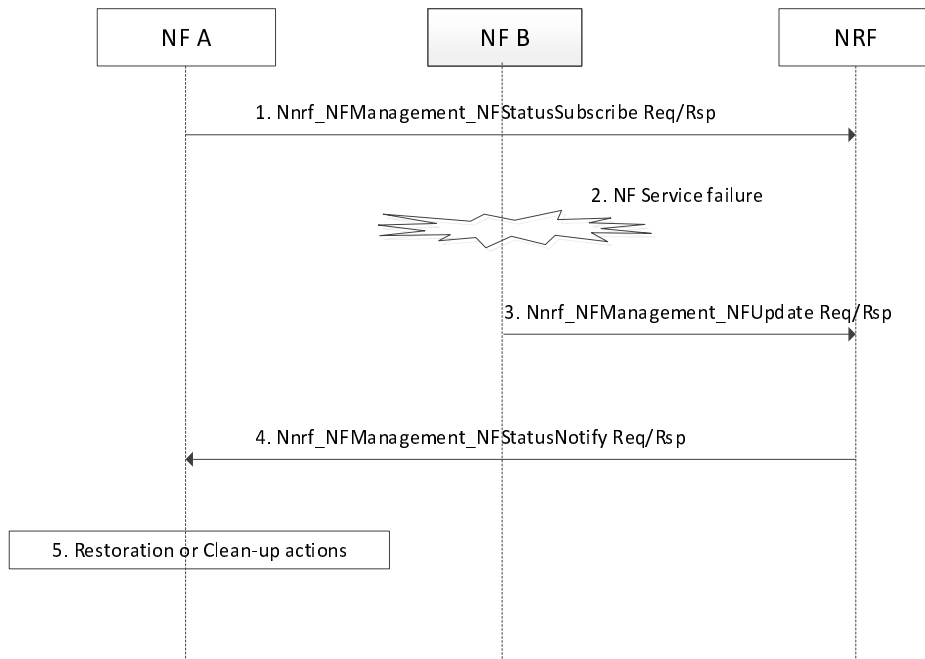 NF A
NF B
NRF
1. Nnrf_NFManagement_NFStatusSubscribe Req/Rsp
2. NF Service failure
3. Nnrf_NFManagement_NFUpdate Req/Rsp
4. Nnrf_NFManagement_NFStatusNotify Req/Rsp
5. Restoration or Clean-up actions